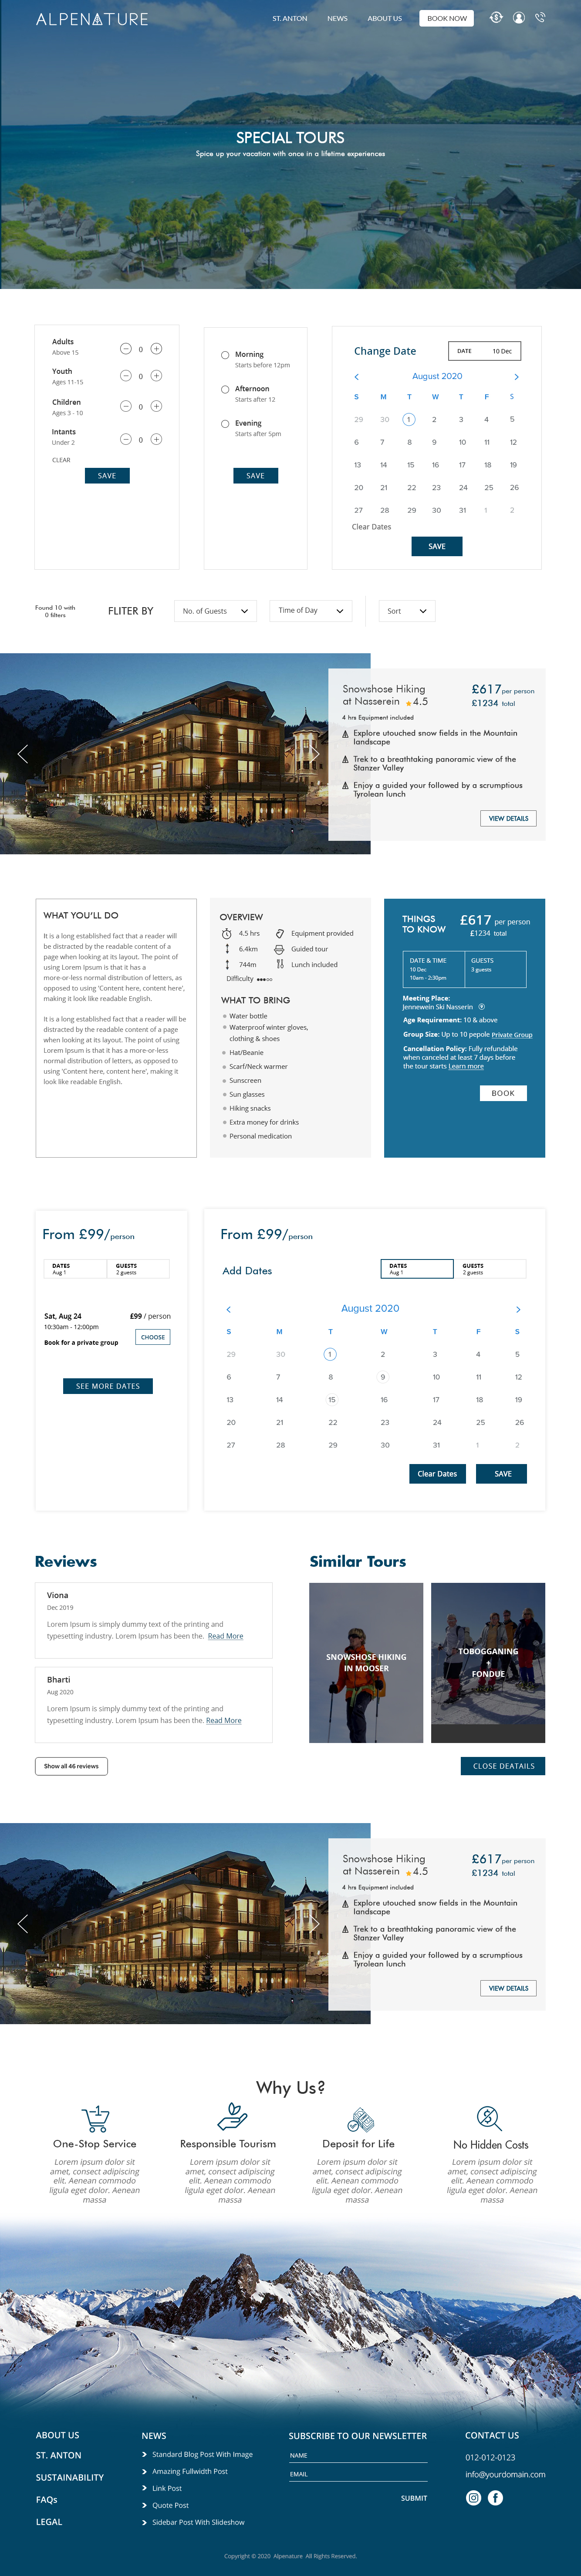 ALPENATURE
ST. ANTON
NEWS
ABOUT US
BOOK NOW
SPECIAL TOURS
Spice up your vacation with once in a lifetime experiences
Adults
Above 15
0
Youth
Ages 11-15
0
Children
Ages 3 - 10
0
Intants
Under 2
0
CLEAR
SAVE
Morning
Starts before 12pm
Afternoon
Starts after 12
Evening
Starts after 5pm
SAVE
Change Date
DATE 10 Dec
August 2020
S M T W T F S
29 30 1 2 3 4 5
6 7 8 9 10 11 12
13 14 15 16 17 18 19
20 21 22 23 24 25 26
27 28 29 30 31 1 2
Clear Dates
SAVE
Found 10 with
0 filters
FLITER BY
No. of Guests
Time of Day
Sort
Snowshose Hiking
at Nasserein 4.5
£617 per person
£1234 total
4 hrs Equipment included
Explore utouched snow fields in the Mountain
landscape
Trek to a breathtaking panoramic view of the
Stanzer Valley
Enjoy a guided your followed by a scrumptious
Tyrolean lunch
VIEW DETAILS
WHAT YOU'LL DO
It is a long established fact that a reader will
be distracted by the readable content of a
page when looking at its layout. The point of
using Lorem Ipsum is that it has a
more-or-less normal distribution of letters, as
opposed to using 'Content here, content here',
making it look like readable English.
It is a long established fact that a reader will be
distracted by the readable content of a page
when looking at its layout. The point of using
Lorem Ipsum is that it has a more-or-less
normal distribution of letters, as opposed to
using 'Content here, content here', making it
look like readable English.
OVERVIEW
4.5 hrs
Equipment provided
6.4km
Guided tour
744m
Lunch included
Difficulty
WHAT TO BRING
Water bottle
Waterproof winter gloves,
clothing & shoes
Hat/Beanie
Scarf/Neck warmer
Sunscreen
Sun glasses
Hiking snacks
Extra money for drinks
Personal medication
THINGS
TO KNOW
£617 per person
£1234 total
DATE & TIME
10 Dec
10am - 2:30pm
GUESTS
3 guests
Meeting Place:
Jennewein Ski Nasserin
Age Requirement: 10 & above
Group Size: Up to 10 pepole Private Group
Cancellation Policy: Fully refundable
when canceled at least 7 days before
the tour starts Learn more
BOOK
From £99/person
DATES
Aug 1
GUESTS
2 guests
Sat, Aug 24
£99 / person
10:30am - 12:00pm
Book for a private group
CHOOSE
SEE MORE DATES
From £99/person
Add Dates
DATES
Aug 1
GUESTS
2 guests
August 2020
S M T W T F S
29 30 1 2 3 4 5
6 7 8 9 10 11 12
13 14 15 16 17 18 19
20 21 22 23 24 25 26
27 28 29 30 31 1 2
Clear Dates
SAVE
Reviews
Viona
Dec 2019
Lorem Ipsum is simply dummy text of the printing and
typesetting industry. Lorem Ipsum has been the. Read More
Bharti
Aug 2020
Lorem Ipsum is simply dummy text of the printing and
typesetting industry. Lorem Ipsum has been the. Read More
Show all 46 reviews
Similar Tours
SNOWSHOSE HIKING
IN MOOSER
TOBOGGANING
+
FONDUE
CLOSE DEATAILS
Snowshose Hiking
at Nasserein 4.5
£617 per person
£1234 total
4 hrs Equipment included
Explore utouched snow fields in the Mountain
landscape
Trek to a breathtaking panoramic view of the
Stanzer Valley
Enjoy a guided your followed by a scrumptious
Tyrolean lunch
VIEW DETAILS
Why Us?
One-Stop Service
Lorem ipsum dolor sit
amet, consect adipiscing
elit. Aenean commodo
ligula eget dolor. Aenean
massa
Responsible Tourism
Lorem ipsum dolor sit
amet, consect adipiscing
elit. Aenean commodo
ligula eget dolor. Aenean
massa
Deposit for Life
Lorem ipsum dolor sit
amet, consect adipiscing
elit. Aenean commodo
ligula eget dolor. Aenean
massa
No Hidden Costs
Lorem ipsum dolor sit
amet, consect adipiscing
elit. Aenean commodo
ligula eget dolor. Aenean
massa
ABOUT US
ST. ANTON
SUSTAINABILITY
FAQs
LEGAL
NEWS
Standard Blog Post With Image
Amazing Fullwidth Post
Link Post
Quote Post
Sidebar Post With Slideshow
SUBSCRIBE TO OUR NEWSLETTER
NAME
EMAIL
SUBMIT
CONTACT US
012-012-0123
info@yourdomain.com
Copyright © 2020 Alpenature All Rights Reserved.